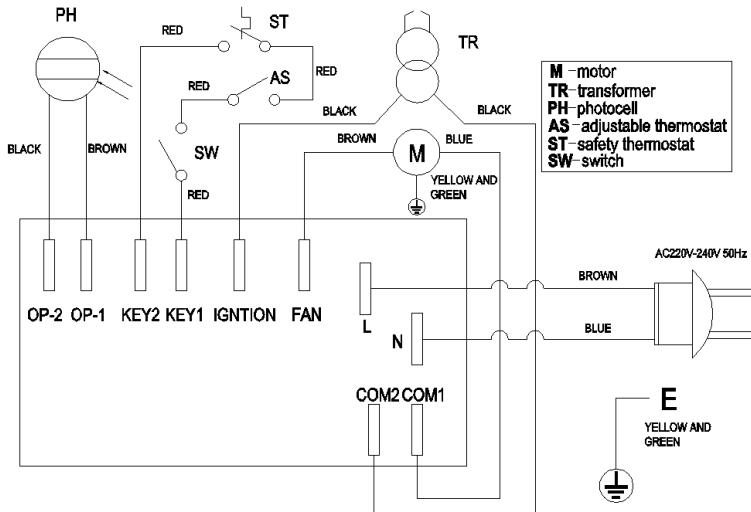 PH
RED
ST
TR
RED
AS
RED
BLACK
BLACK
M -motor
TR-transformer
PH-photocell
AS-adjustable thermostat
ST-safety thermostat
SW-switch
BLACK
BROWN
SW
BROWN
M
BLUE
RED
YELLOW AND
GREEN
AC220V-240V 50Hz
OP-2 OP-1 KEY2 KEY1 IGNTION FAN
L
BROWN
N
BLUE
COM2 COM1
E
YELLOW AND
GREEN